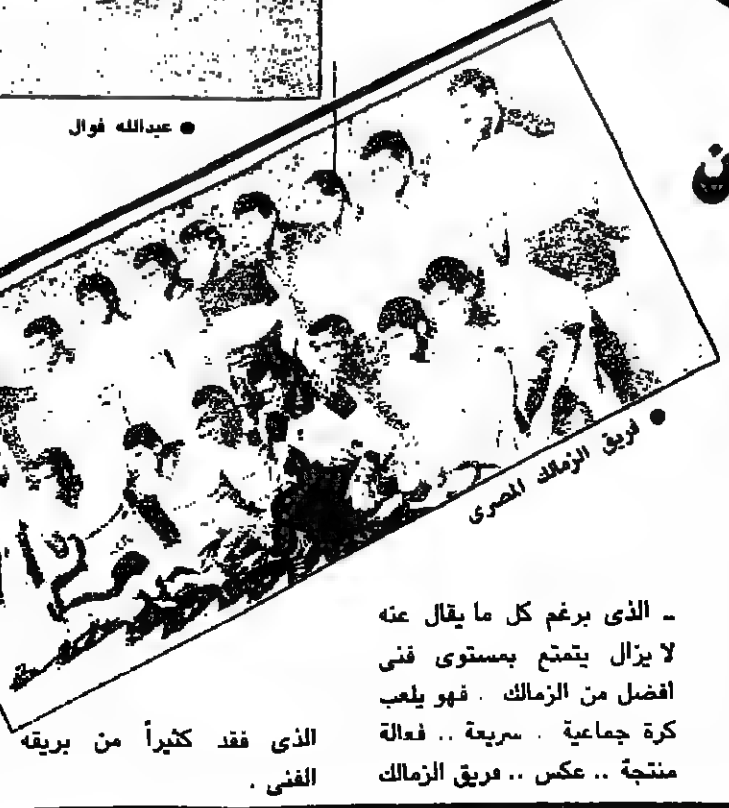 ● عبدالله فوال
ن
● فريق الزمالك المصرى
ـ الذى برغم كل ما يقال عنه
لا يزال يتمتع بمستوى فنى
افضل من الزمالك . فهو يلعب
كرة جماعية . سريعة .. فعالة
منتجة .. عكس .. فريق الزمالك
الذى فقد كثيراً من بريقه
الفنى .